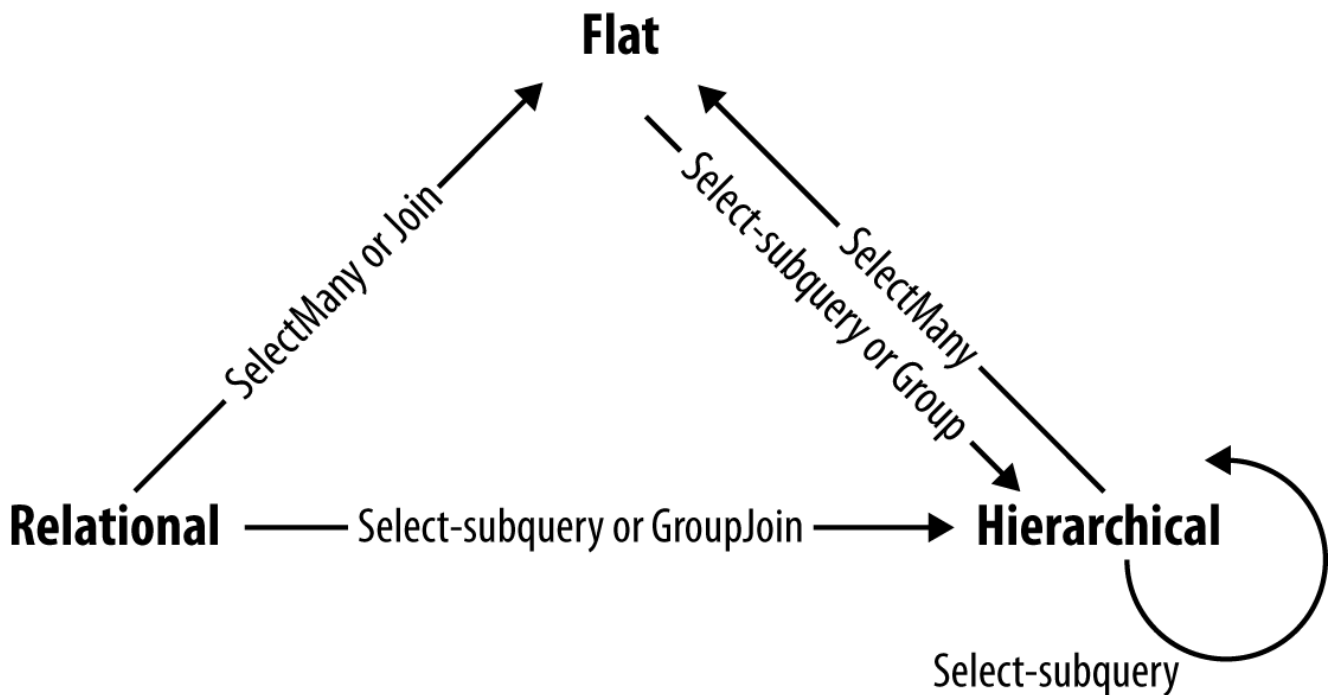 Flat
SelectMany or Join
Select-subquery or Group
SelectMany
Relational
Select-subquery or GroupJoin
Hierarchical
Select-subquery